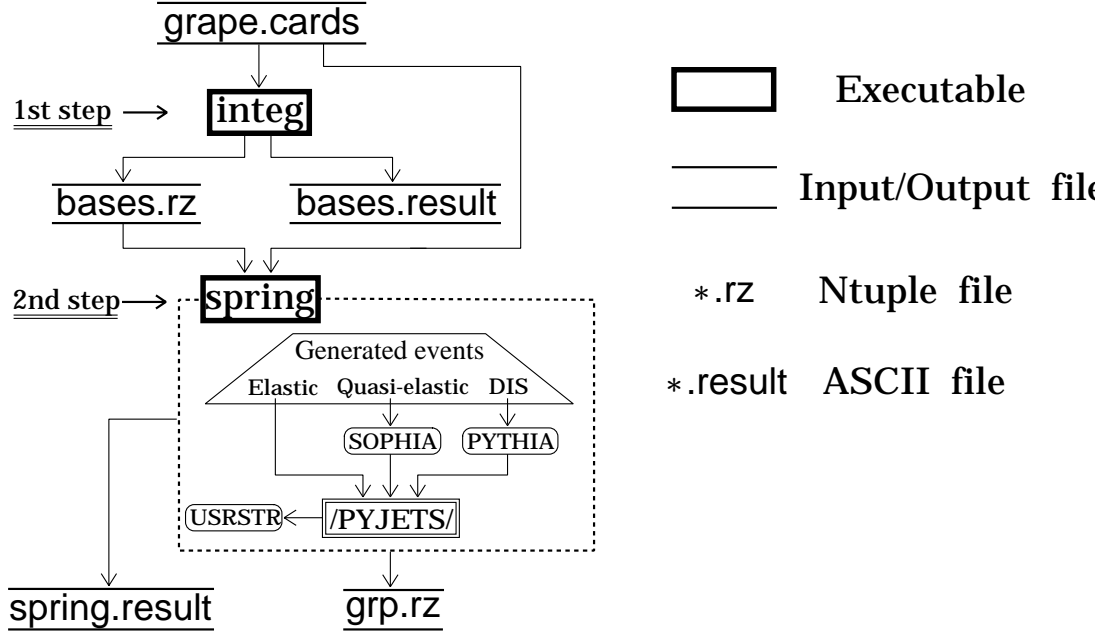 grape.cards
1st step
integ
Executable
bases.rz
bases.result
Input/Output file
2nd step
spring
*.rz Ntuple file
Generated events
Elastic Quasi-elastic DIS
*.result ASCII file
SOPHIA
PYTHIA
USRSTR
/PYJETS/
spring.result
grp.rz